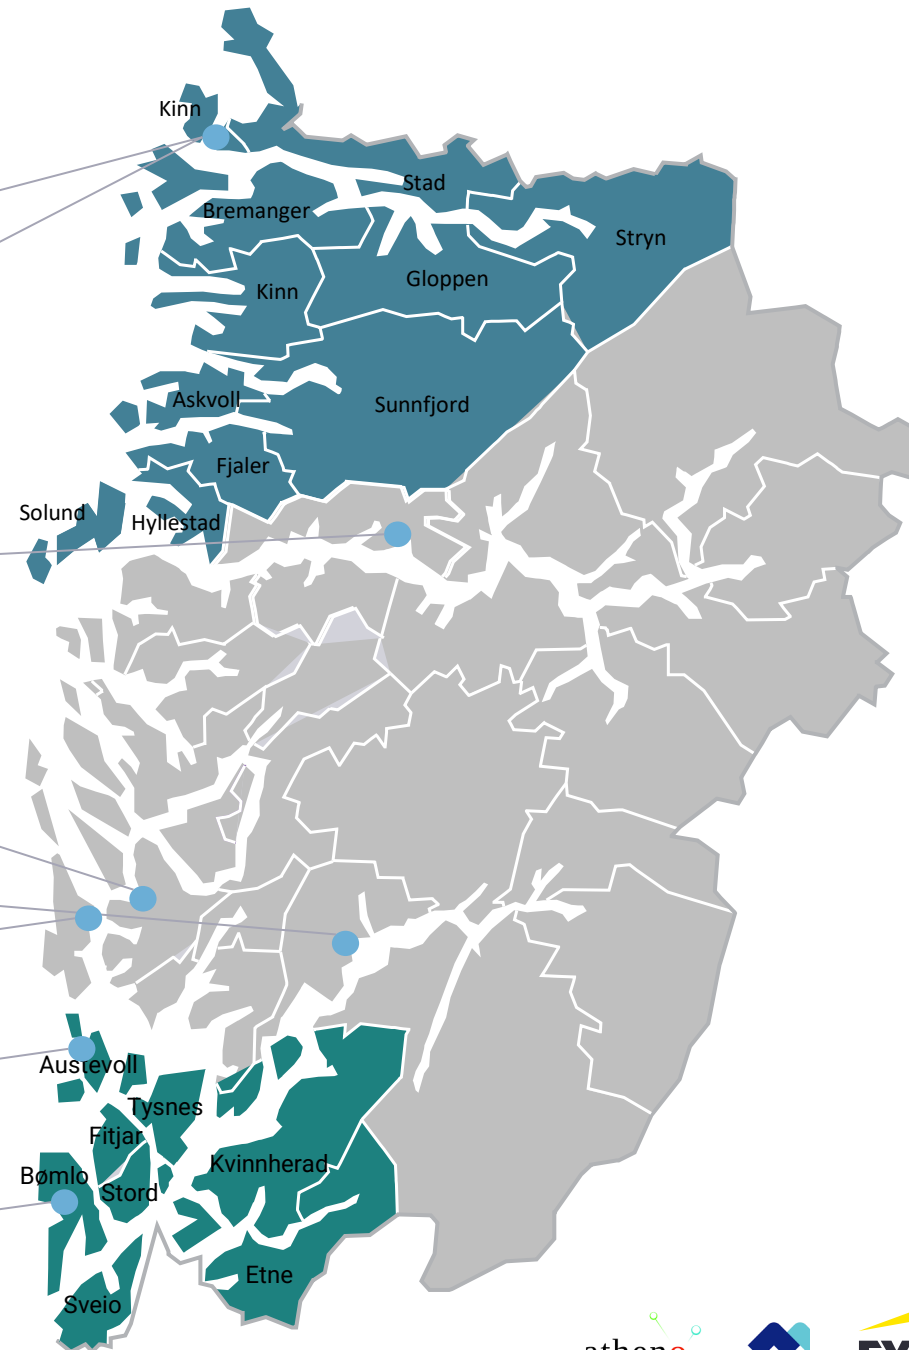 Kinn
Stad
Bremanger
Stryn
Gloppen
Kinn
Askvoll
Sunnfjord
Fjaler
Solund
Hyllestad
Austevoll
Tysnes
Fitjar
Kvinnherad
Bømlo
Stord
Etne
Sveio